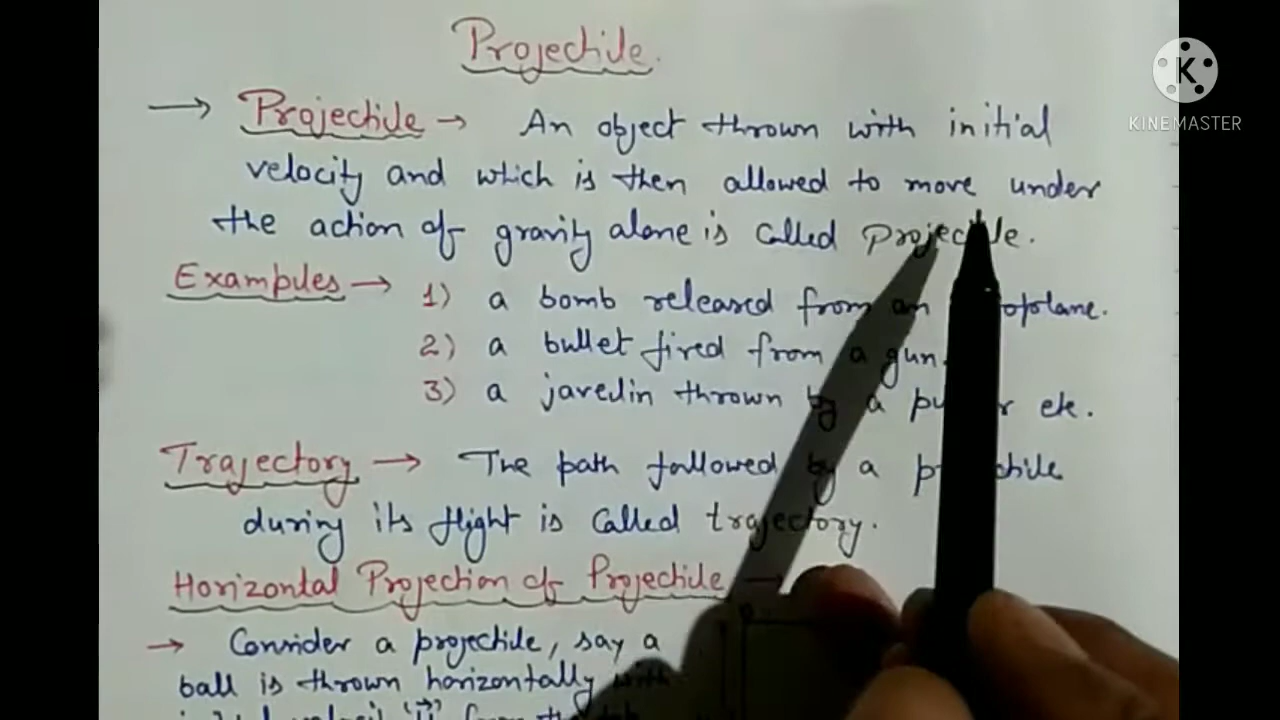 Projectile.
K
KINEMASTER
→ Projectile → An object thrown with initial
velocity and which is then allowed to move under
the action of gravity alone is called projectile.
Examples → 1) a bomb released from an
2) a bullet fired from a gun.
3) a javelin thrown by a etc.
Trajectory → The path followed by a
during its flight is called trajectory.
Horizontal Projection of Projectile →
→ Consider a projectile, say a
ball is thrown horizontally with